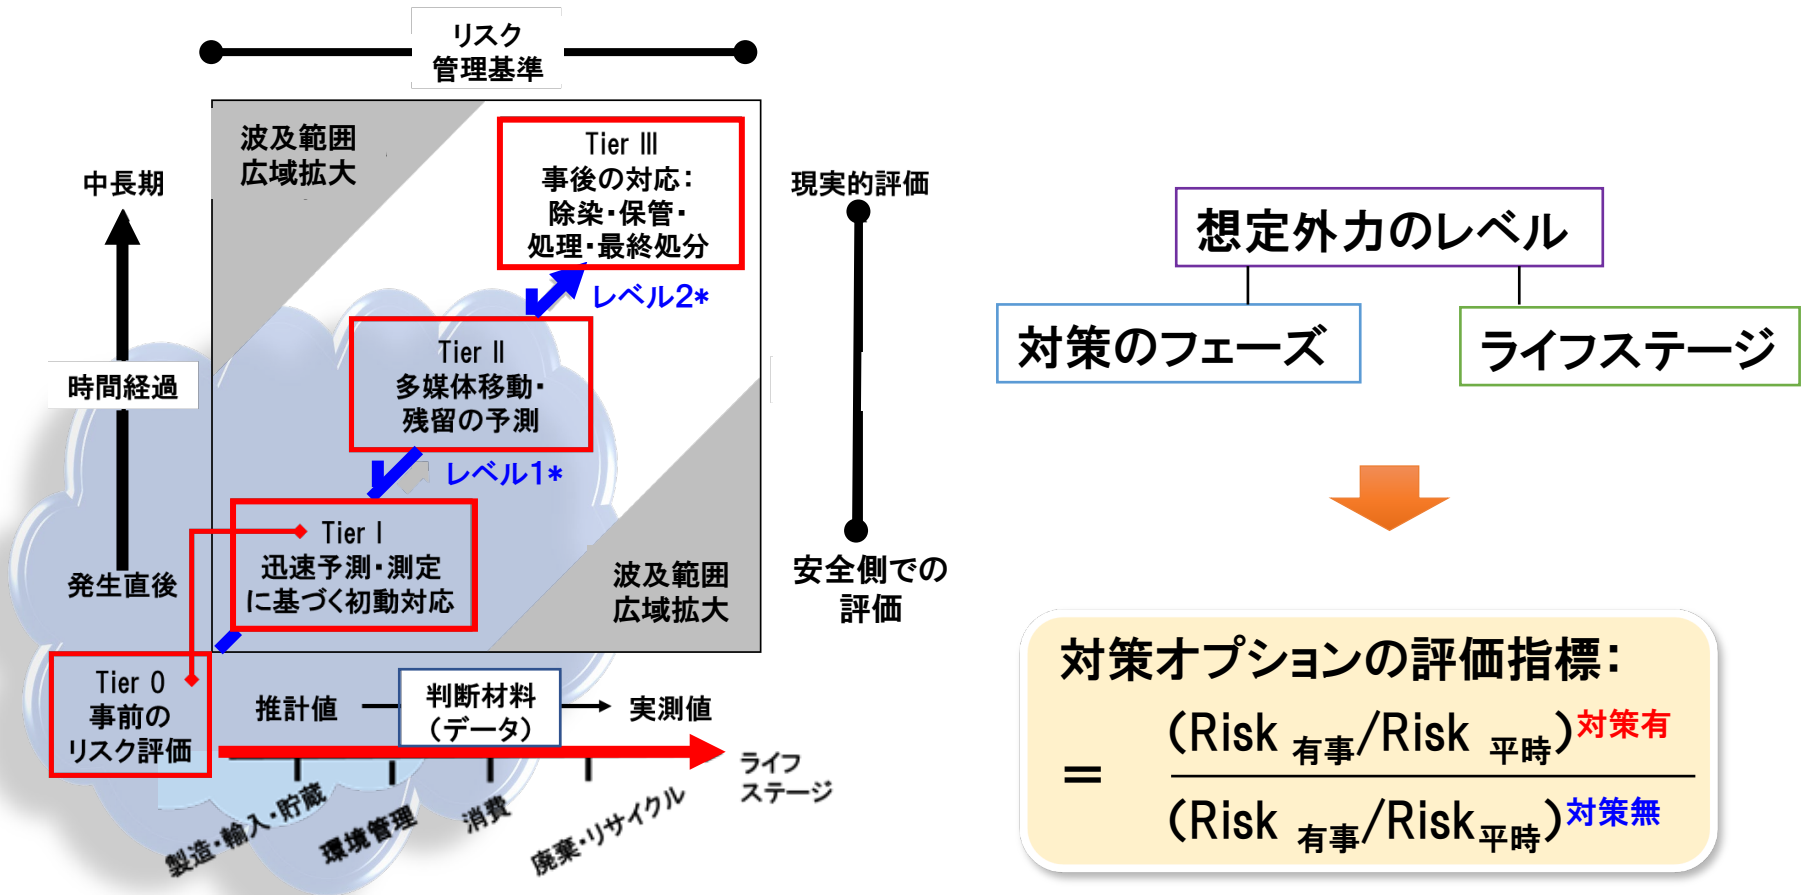 リスク
管理基準
波及範囲
広域拡大
Tier Ⅲ
事後の対応：
除染・保管・
処理・最終処分
中長期
時間経過
発生直後
レベル2*
Tier Ⅱ
多媒体移動・
残留の予測
レベル1*
Tier Ⅰ
迅速予測・測定
に基づく初動対応
波及範囲
広域拡大
Tier 0
事前の
リスク評価
推計値
判断材料
（データ）
実測値
ライフ
ステージ
製造・輸入・貯蔵
環境管理
消費
廃棄・リサイクル
現実的評価
安全側での
評価
想定外力のレベル
対策のフェーズ
ライフステージ
対策オプションの評価指標：
＝
(Risk 有事/Risk 平時)対策有
(Risk 有事/Risk平時)対策無